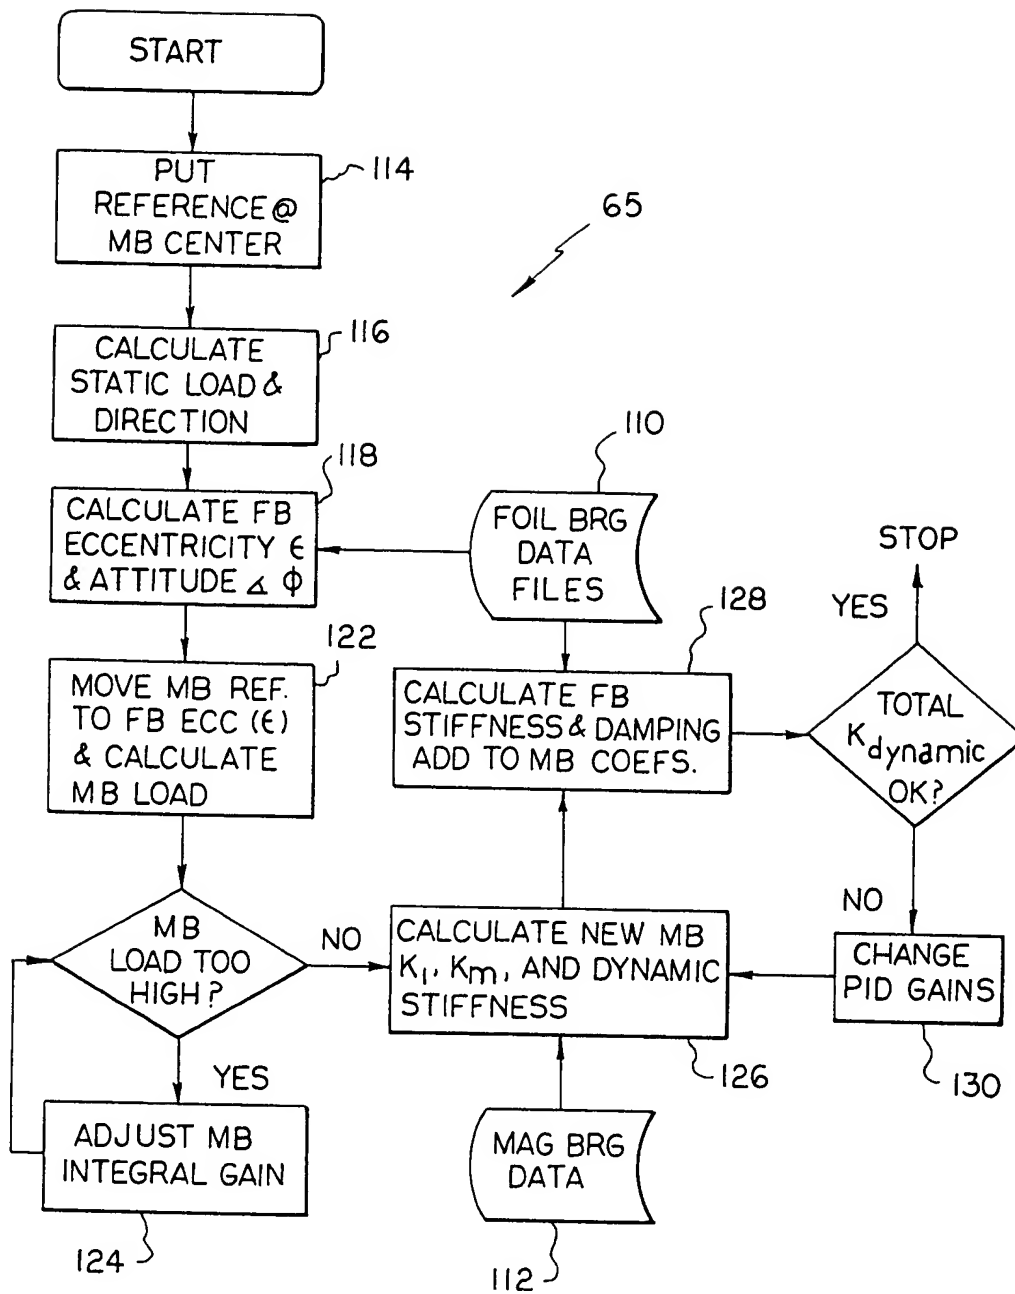 START
PUT
REFERENCE @
MB CENTER
114
65
CALCULATE
STATIC LOAD &
DIRECTION
116
CALCULATE FB
ECCENTRICITY ϵ
& ATTITUDE ∡ ϕ
118
110
FOIL BRG
DATA
FILES
MOVE MB REF.
TO FB ECC (ϵ)
& CALCULATE
MB LOAD
122
CALCULATE FB
STIFFNESS & DAMPING
ADD TO MB COEFS.
128
STOP
YES
TOTAL
K dynamic
OK?
NO
MB
LOAD TOO
HIGH?
NO
CALCULATE NEW MB
Ki, Km, AND DYNAMIC
STIFFNESS
126
CHANGE
PID GAINS
130
YES
ADJUST MB
INTEGRAL GAIN
124
MAG BRG
DATA
112